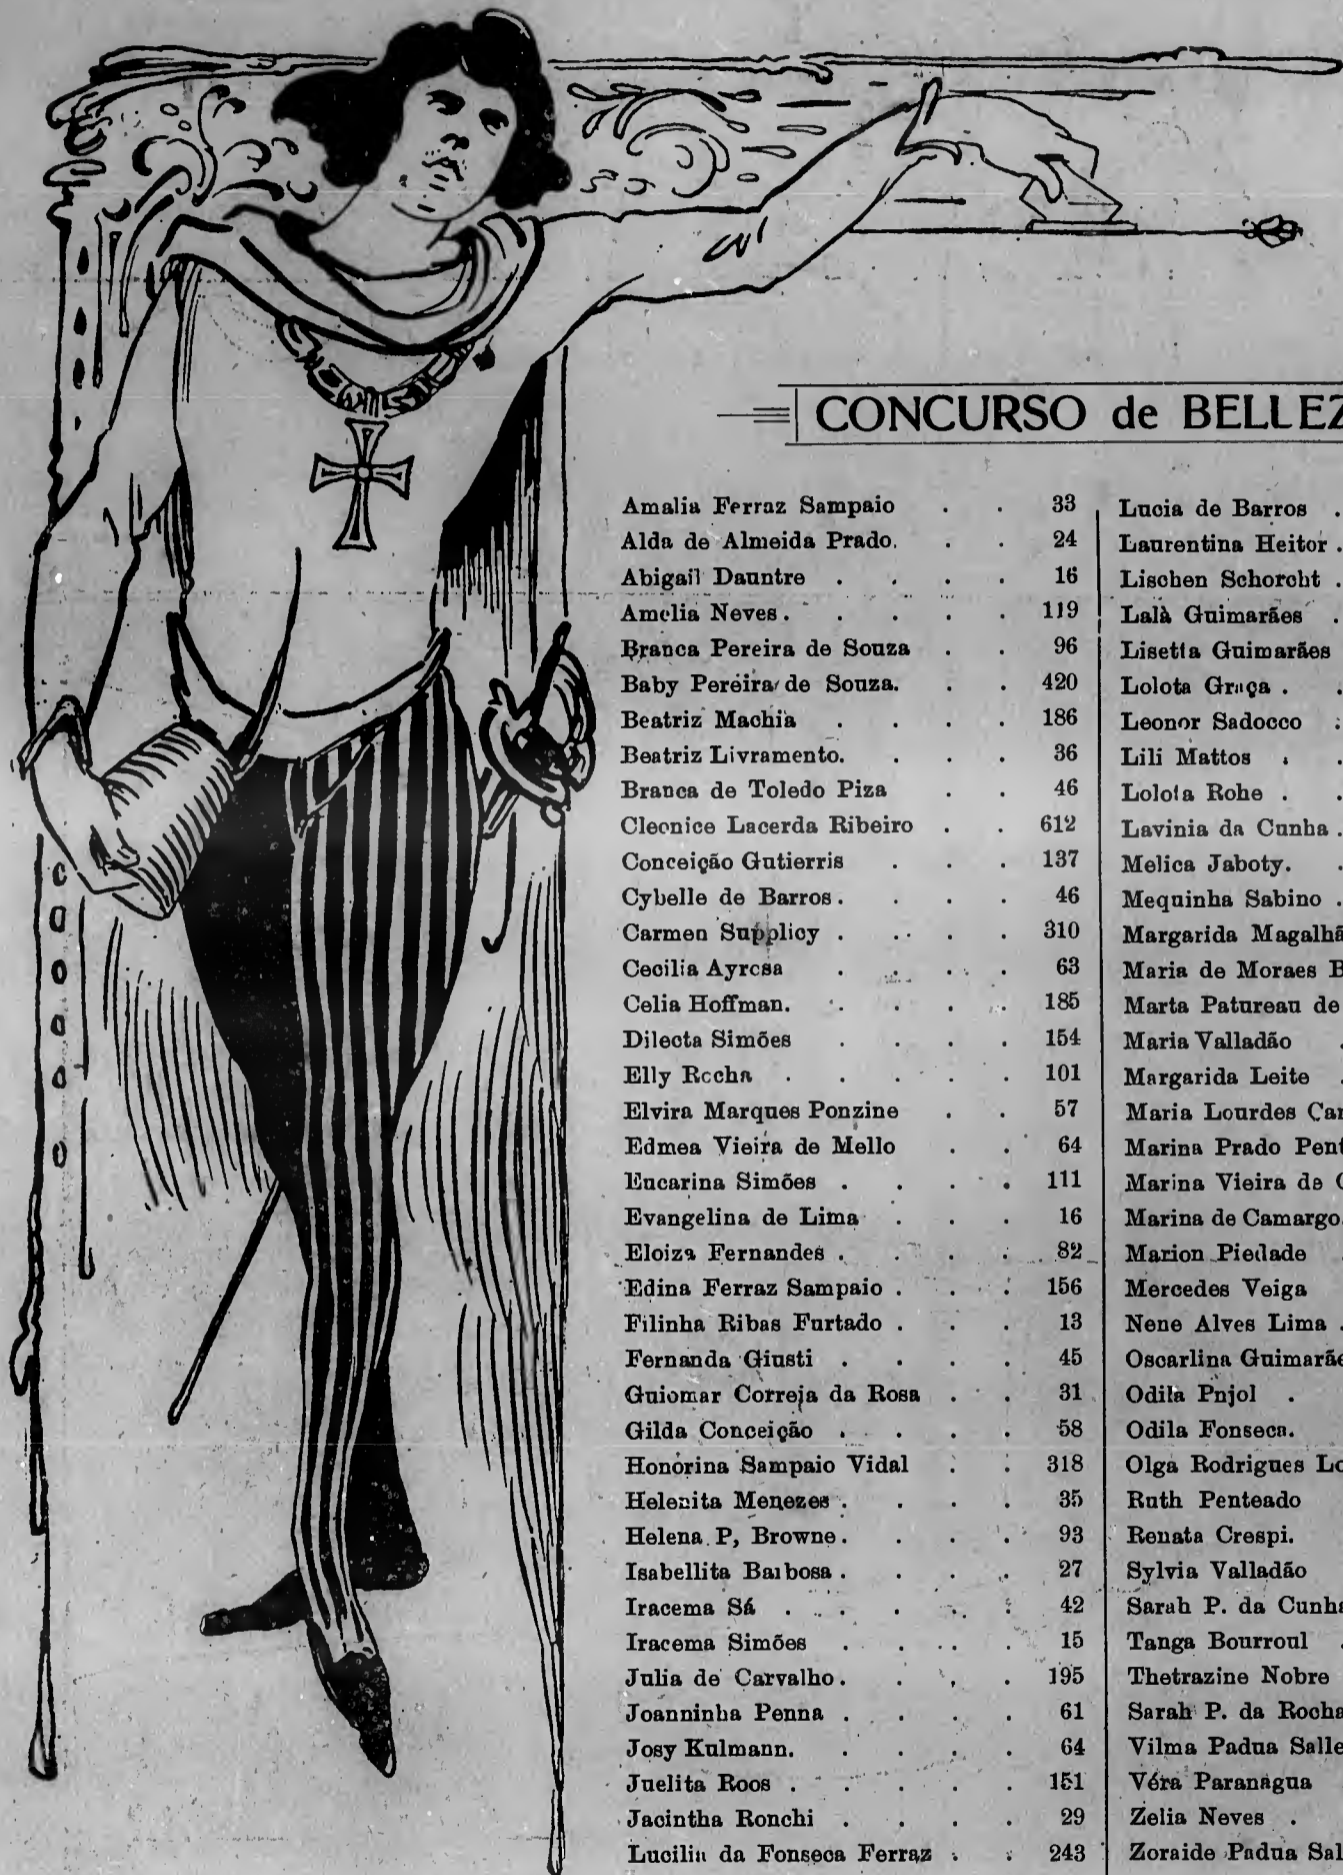 CONCURSO de BELLEZ
Amalia Ferraz Sampaio . . 33
Alda de Almeida Prado. . . 24
Abigail Dauntre . . . . 16
Amelia Neves . . . . . 119
Branca Pereira de Souza . . 96
Baby Pereira de Souza. . . 420
Beatriz Machia . . . . 186
Beatriz Livramento. . . . 36
Branca de Toledo Piza . . 46
Cleonice Lacerda Ribeiro . . 612
Conceição Gutierris . . . 137
Cybelle de Barros . . . . 46
Carmen Supplicy . . . . 310
Cecilia Ayresa . . . . 63
Celia Hoffman. . . . . 185
Dilecta Simões . . . . 154
Elly Rocha . . . . . 101
Elvira Marques Ponzine . . 57
Edmea Vieira de Mello . . 64
Encarina Simões . . . . 111
Evangelina de Lima . . . 16
Eloiza Fernandes . . . . 82
Edina Ferraz Sampaio . . . 156
Filinha Ribas Furtado . . . 13
Fernanda Giusti . . . . 45
Guiomar Correja da Rosa . . 31
Gilda Conceição . . . . 58
Honorina Sampaio Vidal . . 318
Helenita Menezes . . . . 35
Helena P, Browne . . . . 93
Isabellita Barbosa . . . . 27
Iracema Sá . . . . . 42
Iracema Simões . . . . 15
Julia de Carvalho . . . . 195
Joanninha Penna . . . . 61
Josy Kulmann. . . . . 64
Juelita Roos . . . . . 151
Jacintha Ronchi . . . . 29
Lucilia da Fonseca Ferraz . . 243
Lucia de Barros .
Laurentina Heitor .
Lischen Schorcht .
Lalà Guimarães .
Lisetta Guimarães
Lolota Graça . .
Leonor Sadocco .
Lili Mattos . .
Lolota Rohe . .
Lavinia da Cunha .
Melica Jaboty. .
Mequinha Sabino .
Margarida Magalhã
Maria de Moraes B
Marta Patureau de
Maria Valladão .
Margarida Leite .
Maria Lourdes Car
Marina Prado Pent
Marina Vieira de C
Marina de Camargo
Marion Piedade
Mercedes Veiga
Nene Alves Lima .
Oscarlina Guimarãe
Odila Pujol .
Odila Fonseca.
Olga Rodrigues Lo
Ruth Penteado
Renata Crespi.
Sylvia Valladão
Sarah P. da Cunha
Tanga Bourroul .
Thetrazine Nobre
Sarah P. da Rocha
Vilma Padua Salle
Véra Paranagua
Zelia Neves .
Zoraide Padua Sal